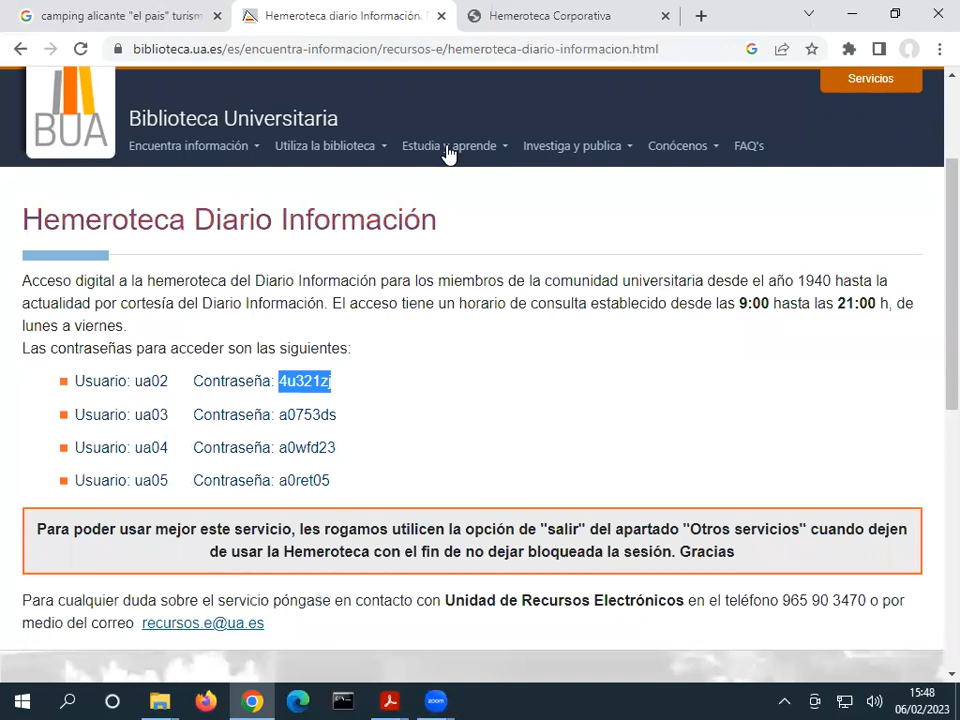 camping alicante "el pais" turism
Hemeroteca diario Información.
Hemeroteca Corporativa
biblioteca.ua.es/es/encuentra-informacion/recursos-e/hemeroteca-diario-informacion.html
Servicios
BUA
Biblioteca Universitaria
Encuentra información
Utiliza la biblioteca
Estudia y aprende
Investiga y publica
Conócenos
FAQ's
Hemeroteca Diario Información
Acceso digital a la hemeroteca del Diario Información para los miembros de la comunidad universitaria desde el año 1940 hasta la
actualidad por cortesía del Diario Información. El acceso tiene un horario de consulta establecido desde las 9:00 hasta las 21:00 h, de
lunes a viernes.
Las contraseñas para acceder son las siguientes:
Usuario: ua02 Contraseña: 4u321zj
Usuario: ua03 Contraseña: a0753ds
Usuario: ua04 Contraseña: a0wfd23
Usuario: ua05 Contraseña: a0ret05
Para poder usar mejor este servicio, les rogamos utilicen la opción de "salir" del apartado "Otros servicios" cuando dejen
de usar la Hemeroteca con el fin de no dejar bloqueada la sesión. Gracias
Para cualquier duda sobre el servicio póngase en contacto con Unidad de Recursos Electrónicos en el teléfono 965 90 3470 o por
medio del correo recursos.e@ua.es
zoom
15:48
06/02/2023